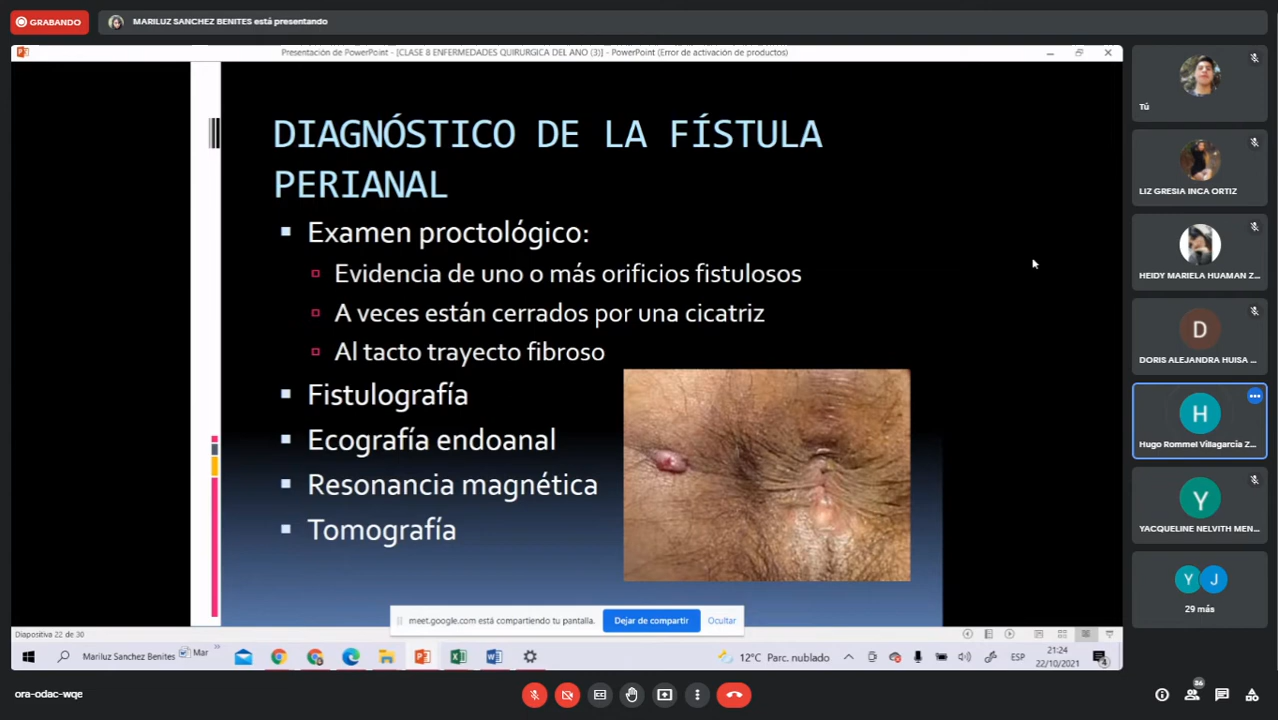 GRABANDO
MARILUZ SANCHEZ BENITES está presentando
Presentación de PowerPoint - [CLASE 8 ENFERMEDADES QUIRURGICA DEL ANO (3)] - PowerPoint (Error de activación de productos)
DIAGNÓSTICO DE LA FÍSTULA
PERIANAL
Examen proctológico:
Evidencia de uno o más orificios fistulosos
A veces están cerrados por una cicatriz
Al tacto trayecto fibroso
Fistulografía
Ecografía endoanal
Resonancia magnética
Tomografía
meet.google.com está compartiendo tu pantalla.
Dejar de compartir
Ocultar
Diapositiva 22 de 30
Mariluz Sanchez Benites
Mar
»
12°C Parc. nublado
ESP
21:24
22/10/2021
4
Tú
LIZ GRESIA INCA ORTIZ
HEIDY MARIELA HUAMAN Z...
D
DORIS ALEJANDRA HUISA ...
H
Hugo Rommel Villagarcía Z...
Y
YACQUELINE NELVITH MEN...
Y
J
29 más
ora-odac-wqe
36